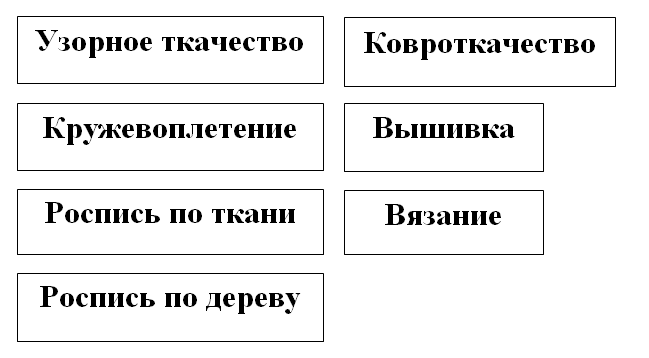 Узорное ткачество
Ковроткачество
Кружевоплетение
Вышивка
Роспись по ткани
Вязание
Роспись по дереву